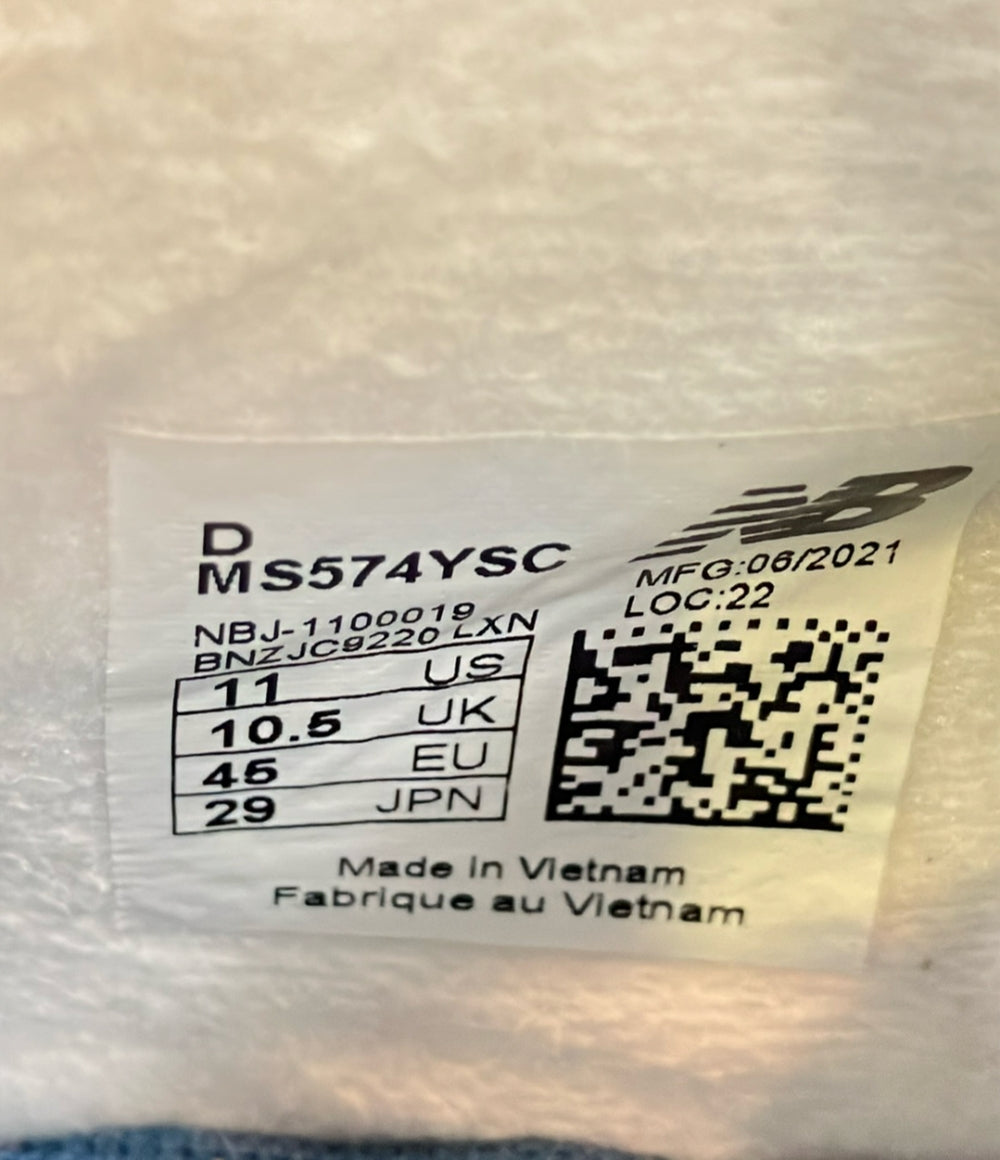 D
MS574YSC
NB
MFG:06/2021
LOC:22
NBJ-1100019
BNZJC9220 LXN
11 US
10.5 UK
45 EU
29 JPN
Made in Vietnam
Fabrique au Vietnam